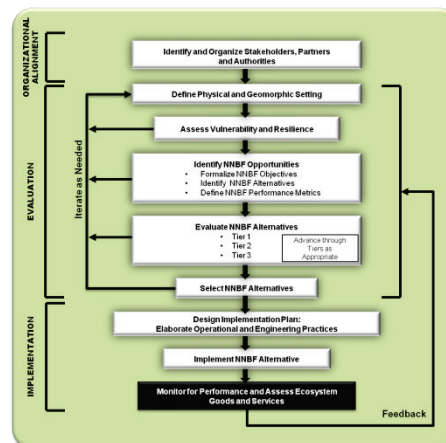 ORGANIZATIONAL
ALIGNMENT
Identify and Organize Stakeholders, Partners
and Authorities
EVALUATION
Iterate as Needed
Define Physical and Geomorphic Setting
Assess Vulnerability and Resilience
Identify NNBF Opportunities
• Formalize NNBF Objectives
• Identify NNBF Alternatives
• Define NNBF Performance Metrics
Evaluate NNBF Alternatives
• Tier 1
• Tier 2
• Tier 3
Advance through
Tiers as
Appropriate
Select NNBF Alternatives
IMPLEMENTATION
Design Implementation Plan:
Elaborate Operational and Engineering Practices
Implement NNBF Alternative
Monitor for Performance and Assess Ecosystem
Goods and Services
Feedback